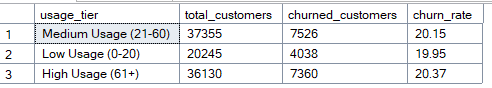 usage_tier total_customers churned_customers churn_rate
1 Medium Usage (21-60) 37355 7526 20.15
2 Low Usage (0-20) 20245 4038 19.95
3 High Usage (61+) 36130 7360 20.37